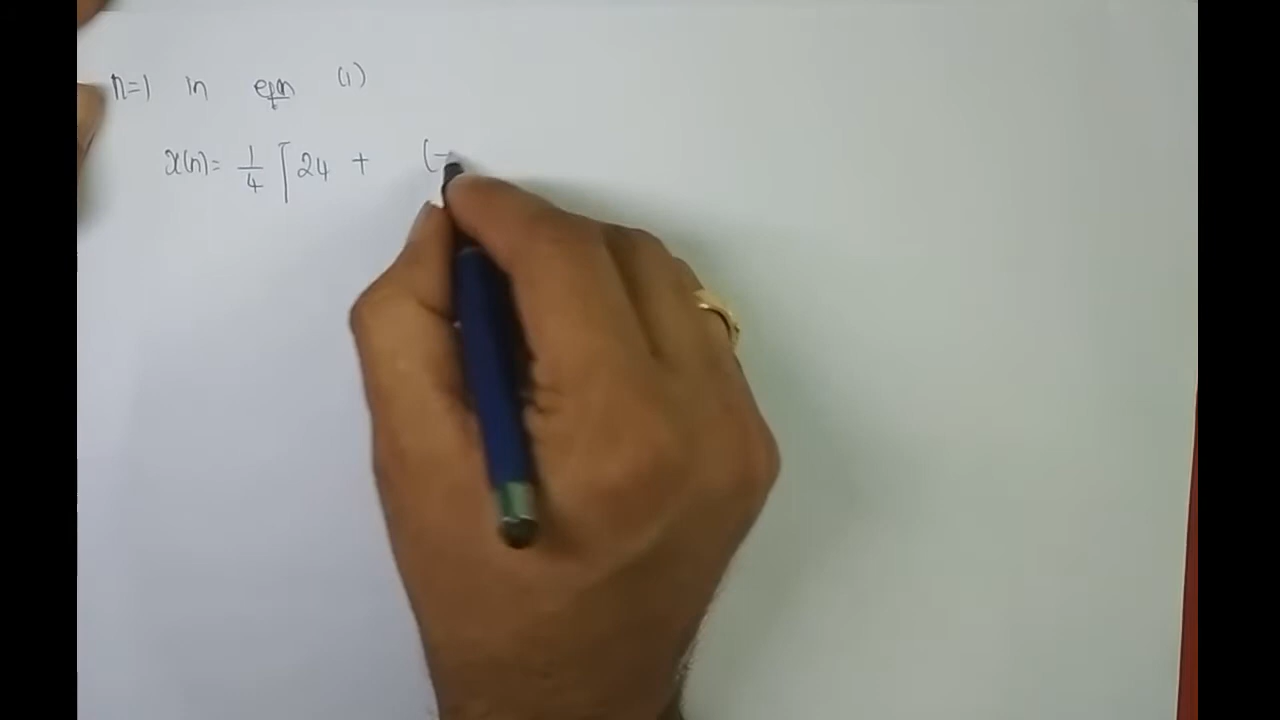 n=1 in eqn (1)
x(n)= 1/4 [ 24 + (-